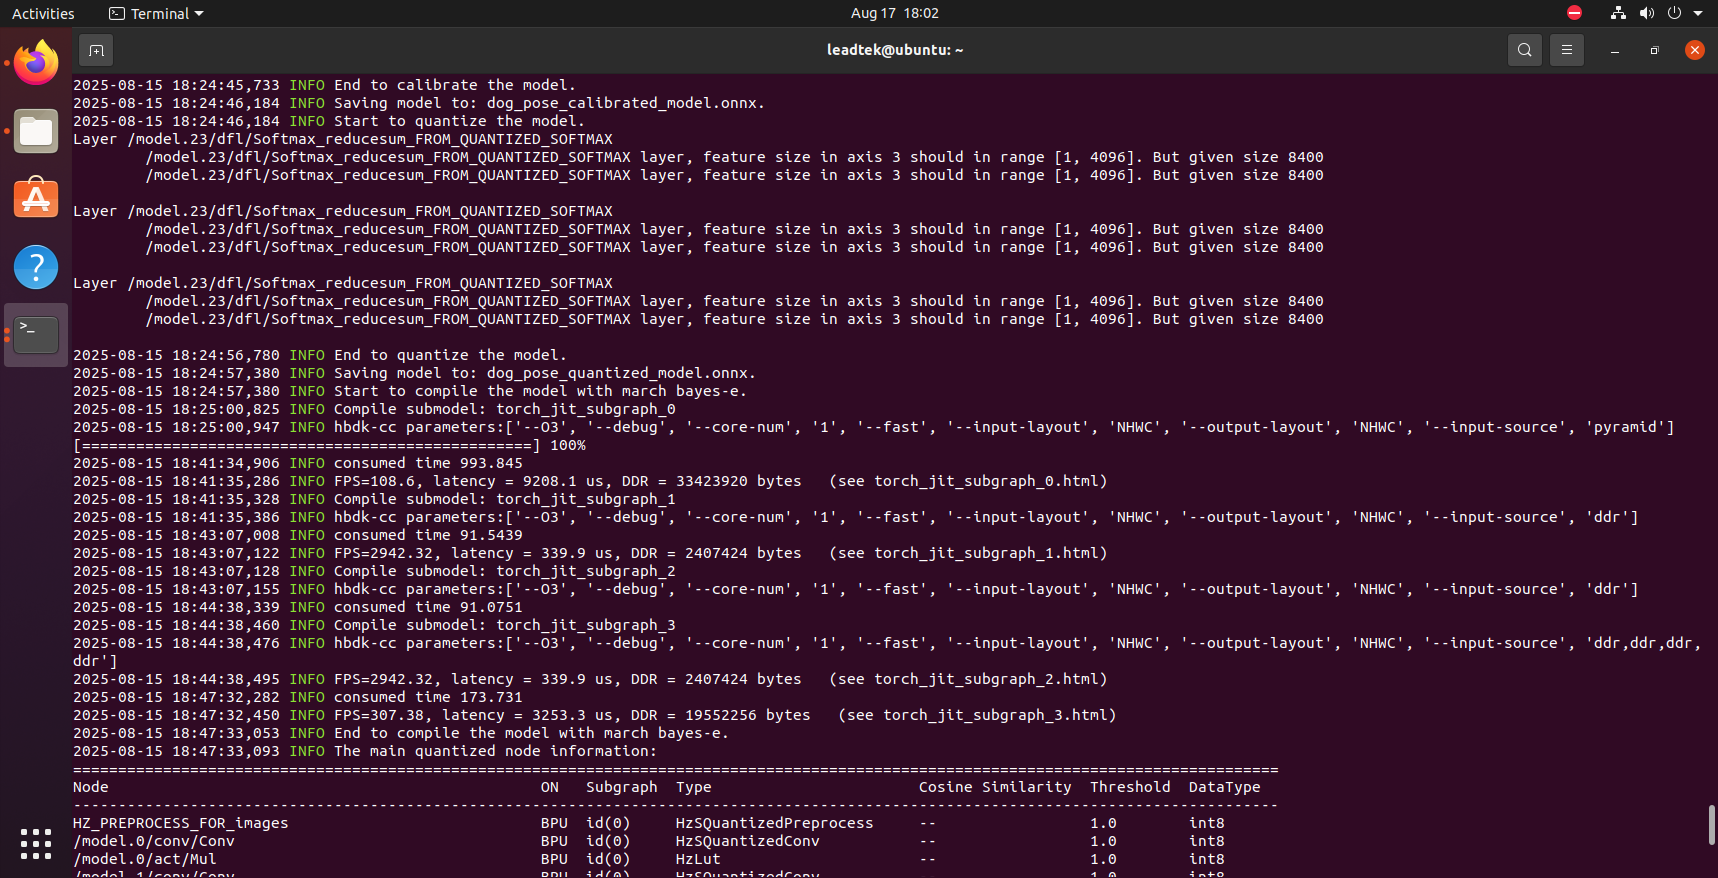 Activities
Terminal
Aug 17 18:02
leadtek@ubuntu: ~
2025-08-15 18:24:45,733 INFO End to calibrate the model.
2025-08-15 18:24:46,184 INFO Saving model to: dog_pose_calibrated_model.onnx.
2025-08-15 18:24:46,184 INFO Start to quantize the model.
Layer /model.23/dfl/Softmax_reducesum_FROM_QUANTIZED_SOFTMAX
/model.23/dfl/Softmax_reducesum_FROM_QUANTIZED_SOFTMAX layer, feature size in axis 3 should in range [1, 4096]. But given size 8400
/model.23/dfl/Softmax_reducesum_FROM_QUANTIZED_SOFTMAX layer, feature size in axis 3 should in range [1, 4096]. But given size 8400
Layer /model.23/dfl/Softmax_reducesum_FROM_QUANTIZED_SOFTMAX
/model.23/dfl/Softmax_reducesum_FROM_QUANTIZED_SOFTMAX layer, feature size in axis 3 should in range [1, 4096]. But given size 8400
/model.23/dfl/Softmax_reducesum_FROM_QUANTIZED_SOFTMAX layer, feature size in axis 3 should in range [1, 4096]. But given size 8400
Layer /model.23/dfl/Softmax_reducesum_FROM_QUANTIZED_SOFTMAX
/model.23/dfl/Softmax_reducesum_FROM_QUANTIZED_SOFTMAX layer, feature size in axis 3 should in range [1, 4096]. But given size 8400
/model.23/dfl/Softmax_reducesum_FROM_QUANTIZED_SOFTMAX layer, feature size in axis 3 should in range [1, 4096]. But given size 8400
2025-08-15 18:24:56,780 INFO End to quantize the model.
2025-08-15 18:24:57,380 INFO Saving model to: dog_pose_quantized_model.onnx.
2025-08-15 18:24:57,380 INFO Start to compile the model with march bayes-e.
2025-08-15 18:25:00,825 INFO Compile submodel: torch_jit_subgraph_0
2025-08-15 18:25:00,947 INFO hbdk-cc parameters:['--O3', '--debug', '--core-num', '1', '--fast', '--input-layout', 'NHWC', '--output-layout', 'NHWC', '--input-source', 'pyramid']
[==================================================] 100%
2025-08-15 18:41:34,906 INFO consumed time 993.845
2025-08-15 18:41:35,286 INFO FPS=108.6, latency = 9208.1 us, DDR = 33423920 bytes   (see torch_jit_subgraph_0.html)
2025-08-15 18:41:35,328 INFO Compile submodel: torch_jit_subgraph_1
2025-08-15 18:41:35,386 INFO hbdk-cc parameters:['--O3', '--debug', '--core-num', '1', '--fast', '--input-layout', 'NHWC', '--output-layout', 'NHWC', '--input-source', 'ddr']
2025-08-15 18:43:07,008 INFO consumed time 91.5439
2025-08-15 18:43:07,122 INFO FPS=2942.32, latency = 339.9 us, DDR = 2407424 bytes   (see torch_jit_subgraph_1.html)
2025-08-15 18:43:07,128 INFO Compile submodel: torch_jit_subgraph_2
2025-08-15 18:43:07,155 INFO hbdk-cc parameters:['--O3', '--debug', '--core-num', '1', '--fast', '--input-layout', 'NHWC', '--output-layout', 'NHWC', '--input-source', 'ddr']
2025-08-15 18:44:38,339 INFO consumed time 91.0751
2025-08-15 18:44:38,460 INFO Compile submodel: torch_jit_subgraph_3
2025-08-15 18:44:38,476 INFO hbdk-cc parameters:['--O3', '--debug', '--core-num', '1', '--fast', '--input-layout', 'NHWC', '--output-layout', 'NHWC', '--input-source', 'ddr,ddr,ddr,
ddr']
2025-08-15 18:44:38,495 INFO FPS=2942.32, latency = 339.9 us, DDR = 2407424 bytes   (see torch_jit_subgraph_2.html)
2025-08-15 18:47:32,282 INFO consumed time 173.731
2025-08-15 18:47:32,450 INFO FPS=307.38, latency = 3253.3 us, DDR = 19552256 bytes   (see torch_jit_subgraph_3.html)
2025-08-15 18:47:33,053 INFO End to compile the model with march bayes-e.
2025-08-15 18:47:33,093 INFO The main quantized node information:
======================================================================================================================================
Node ON Subgraph Type Cosine Similarity Threshold DataType
--------------------------------------------------------------------------------------------------------------------------------------
HZ_PREPROCESS_FOR_images BPU id(0) HzSQuantizedPreprocess -- 1.0 int8
/model.0/conv/Conv BPU id(0) HzSQuantizedConv -- 1.0 int8
/model.0/act/Mul BPU id(0) HzLut -- 1.0 int8
/model.1/conv/Conv BPU id(0) HzSQuantizedConv -- 1.0 int8